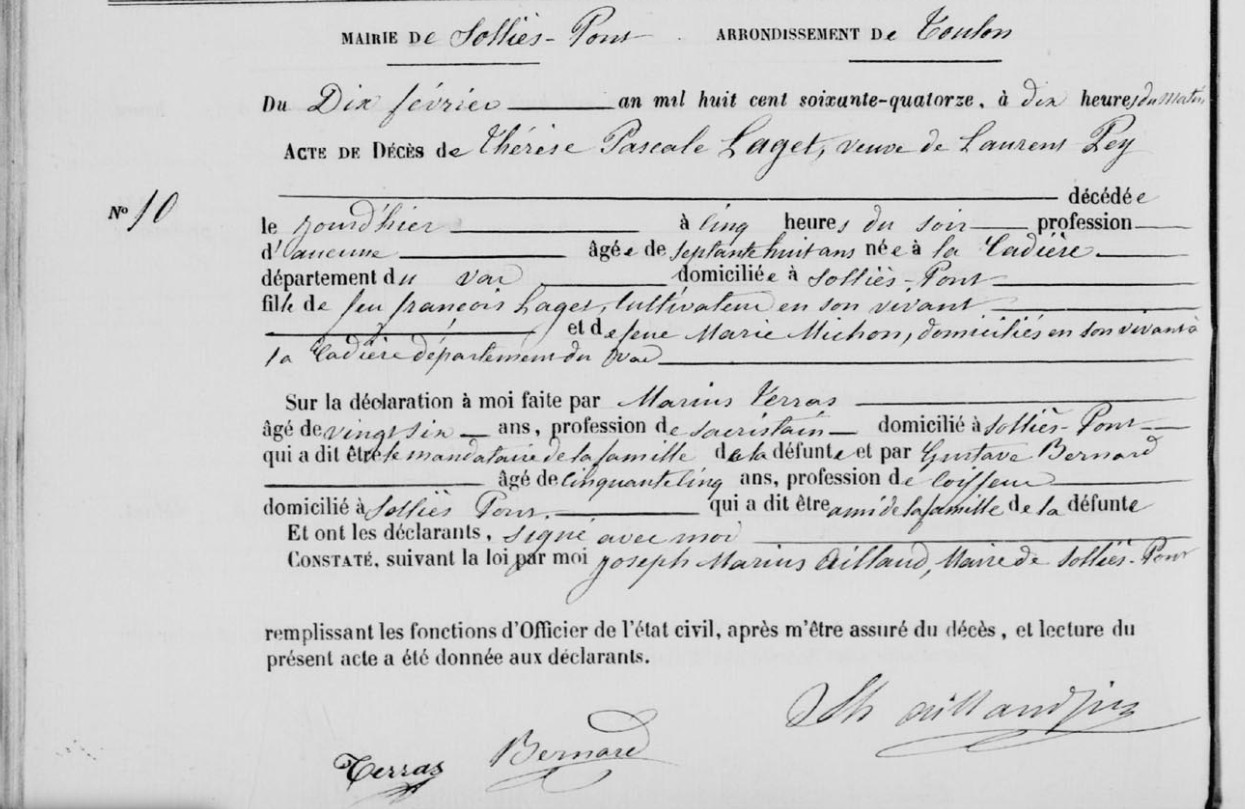 MAIRIE DE Solliès-Pont. ARRONDISSEMENT DE Toulon
Du Dix février an mil huit cent soixante-quatorze, à dix heures du matin
ACTE DE DÉCÈS de Thérèse Pascale Laget, veuve de Laurens Pey
décédée
N° 10
le jourd'hier à cinq heures du soir profession
d'aucune âgée de septante huit ans née à la Cadière
département du var domiciliée à Solliès-Pont
fille de feu françois Laget, Cultivateur en son vivant
et de feue Marie Michon, domiciliés en son vivant à
la Cadière département du var
Sur la déclaration à moi faite par Marius Terras
âgé de vingt six ans, profession de sacristain domicilié à Solliès-Pont
qui a dit être le mandataire de la famille de la défunte et par Gustave Bernard
âgé de cinquante cinq ans, profession de Coiffeur
domicilié à Solliès Pont. qui a dit être ami de la famille de la défunte
Et ont les déclarants, signé avec moi
CONSTATÉ, suivant la loi par moi Joseph Marius Aillaud, Maire de Solliès-Pont
remplissant les fonctions d'Officier de l'état civil, après m'être assuré du décès, et lecture du
présent acte a été donnée aux déclarants.
aillaud
Terras Bernard